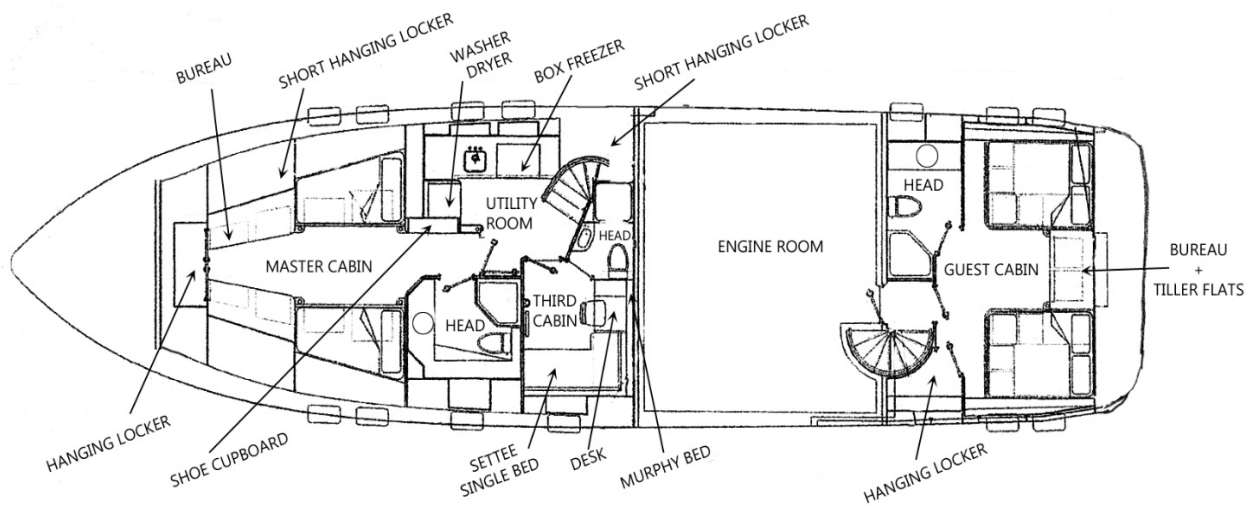 BUREAU
SHORT HANGING LOCKER
WASHER
DRYER
BOX FREEZER
SHORT HANGING LOCKER
HEAD
UTILITY
ROOM
HEAD
ENGINE ROOM
MASTER CABIN
GUEST CABIN
BUREAU
+
TILLER FLATS
THIRD
CABIN
HEAD
HANGING LOCKER
SHOE CUPBOARD
SETTEE
SINGLE BED
DESK
MURPHY BED
HANGING LOCKER